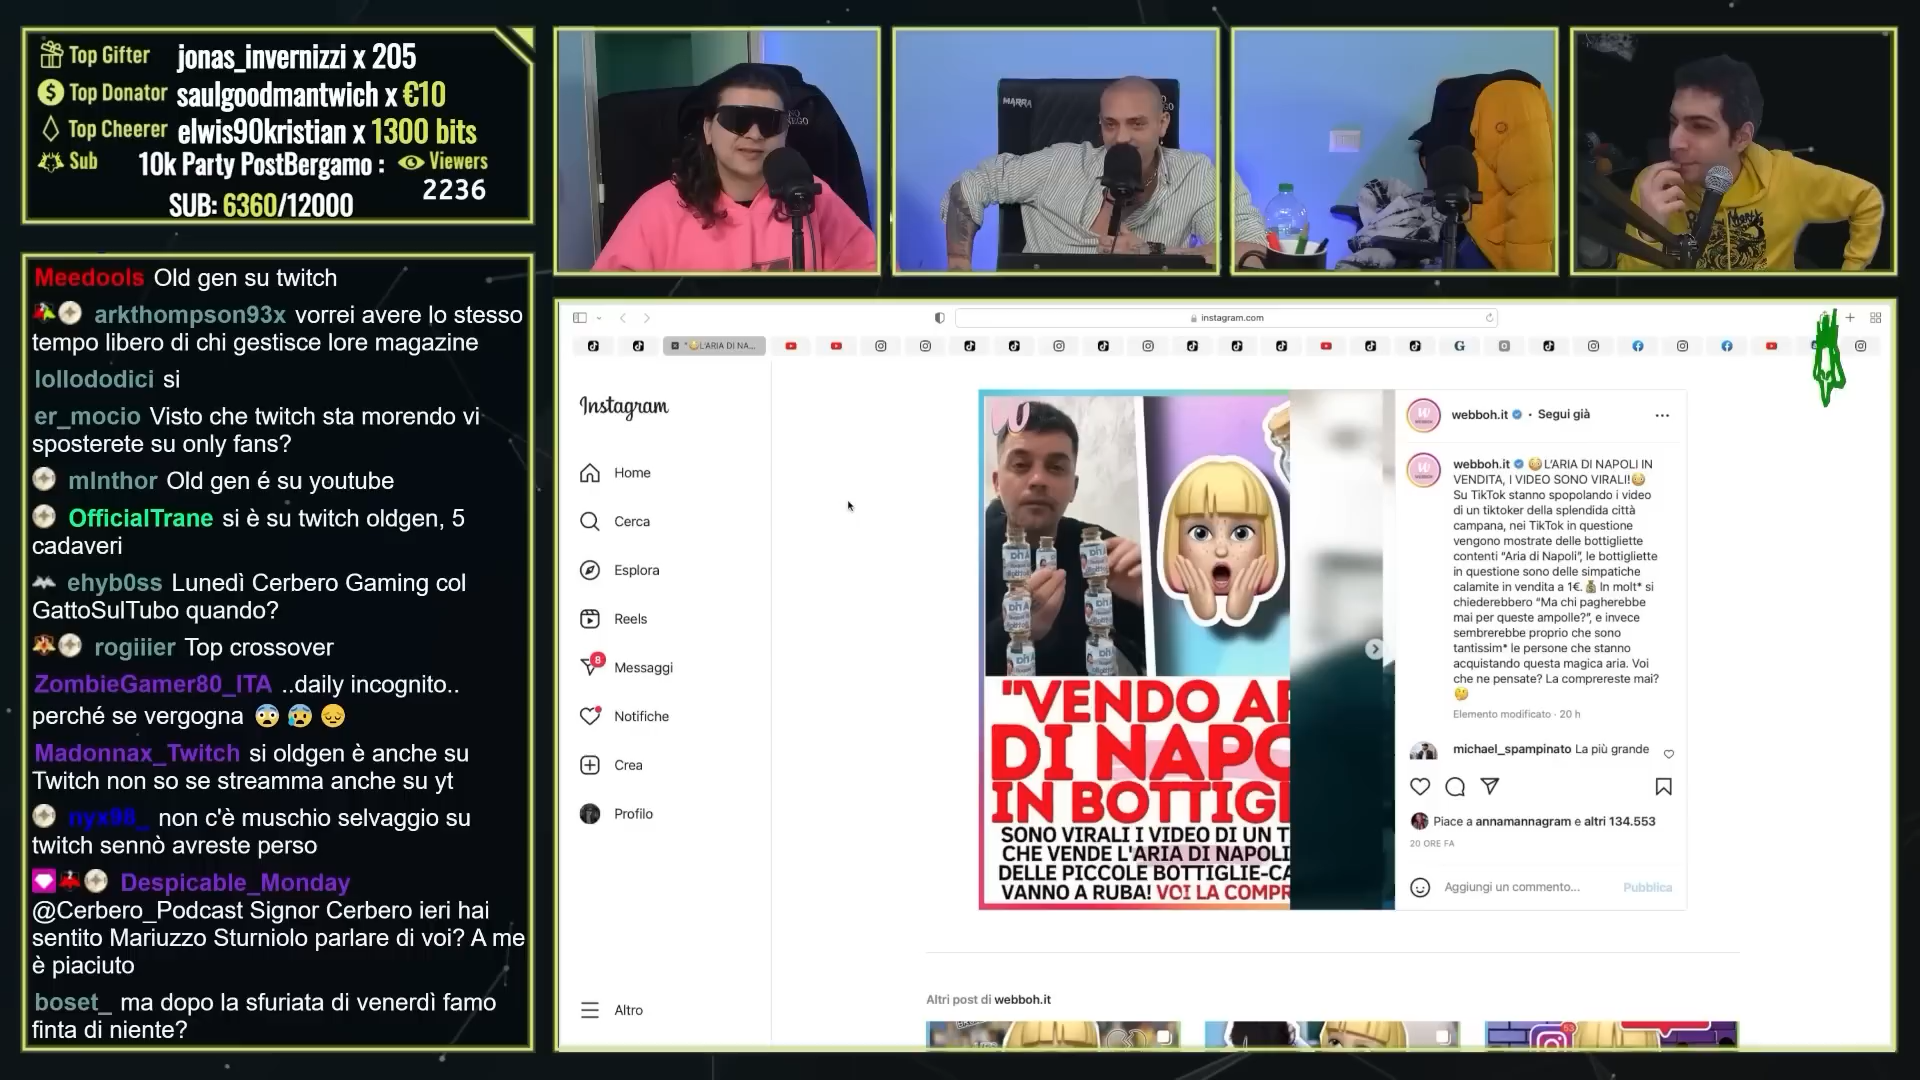 Top Gifter jonas_invernizzi x 205
Top Donator saulgoodmantwich x €10
Top Cheerer elwis90kristian x 1300 bits
Sub 10k Party PostBergamo : Viewers
SUB: 6360/12000 2236
Meedools Old gen su twitch
arkthompson93x vorrei avere lo stesso
tempo libero di chi gestisce lore magazine
lollododici si
er_mocio Visto che twitch sta morendo vi
sposterete su only fans?
mlnthor Old gen é su youtube
OfficialTrane si è su twitch oldgen, 5
cadaveri
ehyb0ss Lunedì Cerbero Gaming col
GattoSulTubo quando?
rogiiier Top crossover
ZombieGamer80_ITA ..daily incognito..
perché se vergogna
Madonnax_Twitch si oldgen è anche su
Twitch non so se streamma anche su yt
nyx98_ non c'è muschio selvaggio su
twitch sennò avreste perso
Despicable_Monday
@Cerbero_Podcast Signor Cerbero ieri hai
sentito Mariuzzo Sturniolo parlare di voi? A me
è piaciuto
boset_ ma dopo la sfuriata di venerdì famo
finta di niente?
MARRA
instagram.com
L'ARIA DI NA...
Instagram
Home
Cerca
Esplora
Reels
8
Messaggi
Notifiche
Crea
Profilo
Altro
"VENDO AR
DI NAPO
IN BOTTIGI
SONO VIRALI I VIDEO DI UN T
CHE VENDE L'ARIA DI NAPOLI
DELLE PICCOLE BOTTIGLIE-CA
VANNO A RUBA! VOI LA COMPR
webboh.it • Segui già
webboh.it L'ARIA DI NAPOLI IN
VENDITA, I VIDEO SONO VIRALI!
Su TikTok stanno spopolando i video
di un tiktoker della splendida città
campana, nei TikTok in questione
vengono mostrate delle bottigliette
contenti “Aria di Napoli”, le bottigliette
in questione sono delle simpatiche
calamite in vendita a 1€. In molt* si
chiederebbero “Ma chi pagherebbe
mai per queste ampolle?”, e invece
sembrerebbe proprio che sono
tantissim* le persone che stanno
acquistando questa magica aria. Voi
che ne pensate? La comprereste mai?
Elemento modificato · 20 h
michael_spampinato La più grande
Piace a annamannagram e altri 134.553
20 ORE FA
Aggiungi un commento... Pubblica
Altri post di webboh.it
53